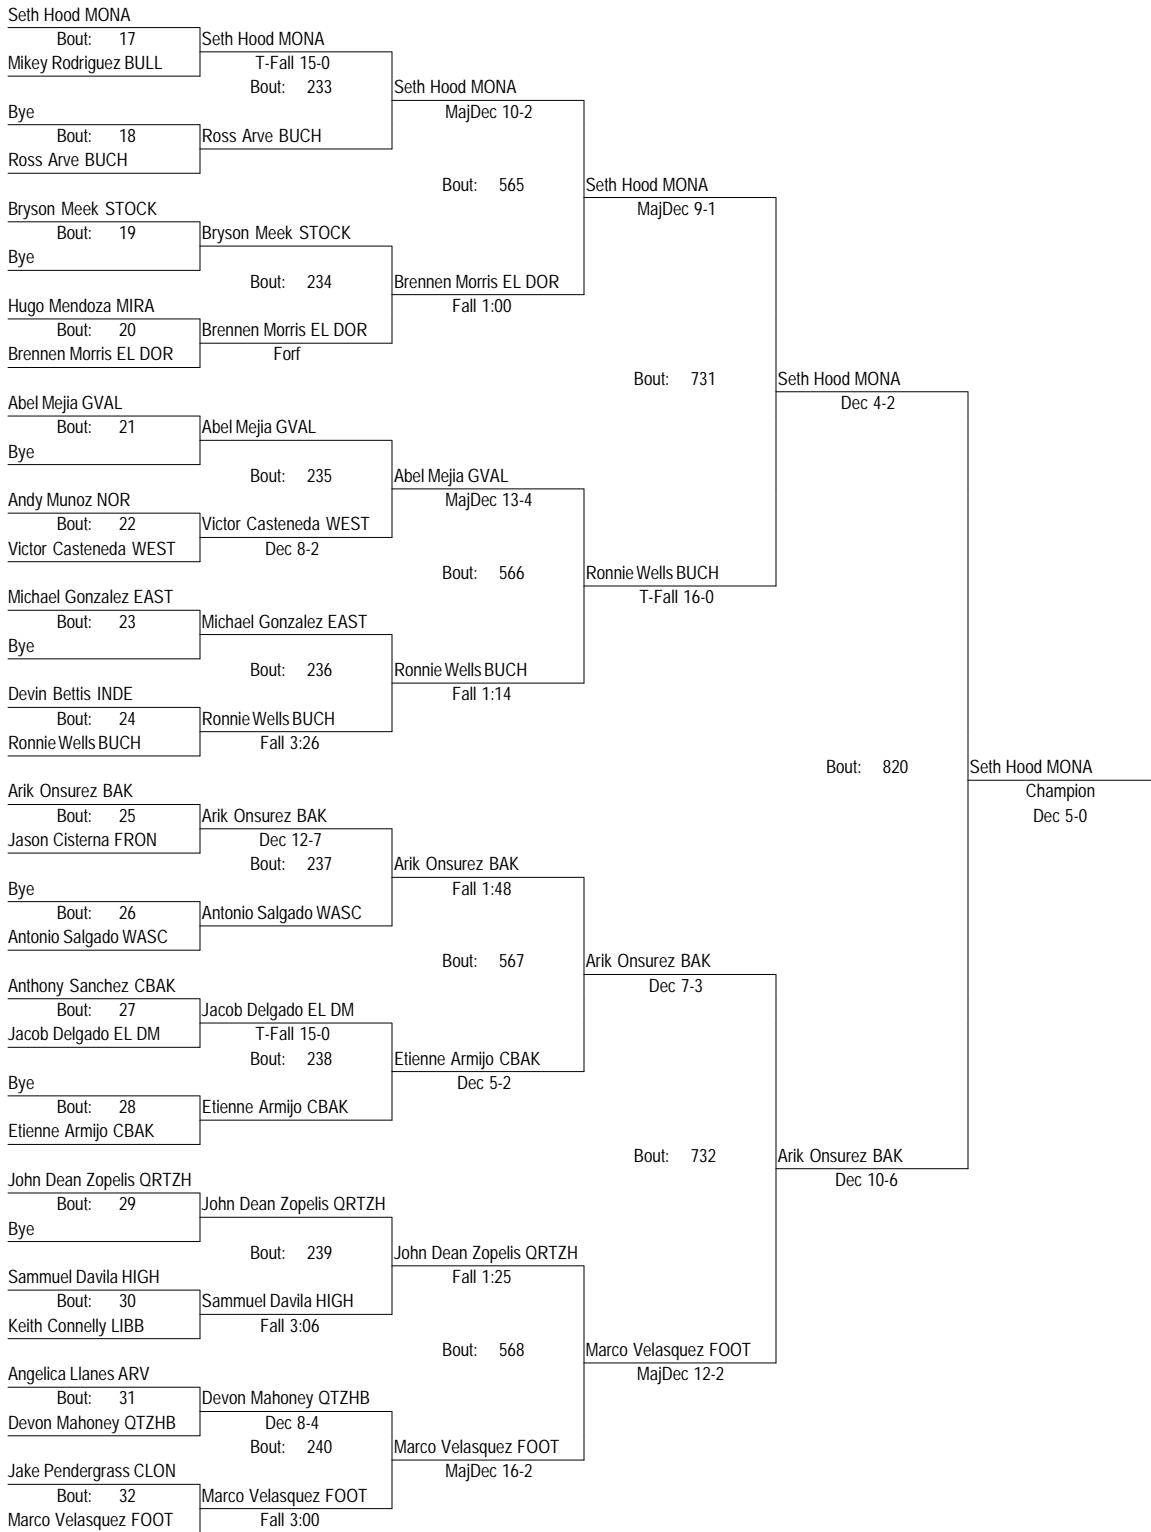 Seth Hood MONA
Bout: 17
Mikey Rodriguez BULL
Seth Hood MONA
T-Fall 15-0
Bout: 233
Seth Hood MONA
MajDec 10-2
Bye
Bout: 18
Ross Arve BUCH
Ross Arve BUCH
Bout: 565
Seth Hood MONA
MajDec 9-1
Bryson Meek STOCK
Bout: 19
Bye
Bryson Meek STOCK
Bout: 234
Brennen Morris EL DOR
Fall 1:00
Hugo Mendoza MIRA
Bout: 20
Brennen Morris EL DOR
Brennen Morris EL DOR
Forf
Bout: 731
Seth Hood MONA
Dec 4-2
Abel Mejia GVAL
Bout: 21
Bye
Abel Mejia GVAL
Bout: 235
Abel Mejia GVAL
MajDec 13-4
Andy Munoz NOR
Bout: 22
Victor Casteneda WEST
Victor Casteneda WEST
Dec 8-2
Bout: 566
Ronnie Wells BUCH
T-Fall 16-0
Michael Gonzalez EAST
Bout: 23
Bye
Michael Gonzalez EAST
Bout: 236
Ronnie Wells BUCH
Fall 1:14
Devin Bettis INDE
Bout: 24
Ronnie Wells BUCH
Ronnie Wells BUCH
Fall 3:26
Bout: 820
Seth Hood MONA
Champion
Dec 5-0
Arik Onsurez BAK
Bout: 25
Jason Cisterna FRON
Arik Onsurez BAK
Dec 12-7
Bout: 237
Arik Onsurez BAK
Fall 1:48
Bye
Bout: 26
Antonio Salgado WASC
Antonio Salgado WASC
Bout: 567
Arik Onsurez BAK
Dec 7-3
Anthony Sanchez CBAK
Bout: 27
Jacob Delgado EL DM
Jacob Delgado EL DM
T-Fall 15-0
Bout: 238
Etienne Armijo CBAK
Dec 5-2
Bye
Bout: 28
Etienne Armijo CBAK
Etienne Armijo CBAK
Bout: 732
Arik Onsurez BAK
Dec 10-6
John Dean Zopelis QRTZH
Bout: 29
Bye
John Dean Zopelis QRTZH
Bout: 239
John Dean Zopelis QRTZH
Fall 1:25
Sammuel Davila HIGH
Bout: 30
Keith Connelly LIBB
Sammuel Davila HIGH
Fall 3:06
Bout: 568
Marco Velasquez FOOT
MajDec 12-2
Angelica Llanes ARV
Bout: 31
Devon Mahoney QTZHB
Devon Mahoney QTZHB
Dec 8-4
Bout: 240
Marco Velasquez FOOT
MajDec 16-2
Jake Pendergrass CLON
Bout: 32
Marco Velasquez FOOT
Marco Velasquez FOOT
Fall 3:00